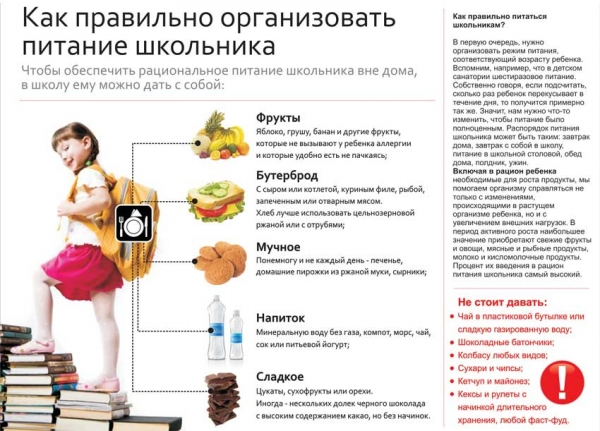 Как правильно организовать
питание школьника
Чтобы обеспечить рациональное питание школьника вне дома,
в школу ему можно дать с собой:
Фрукты
Яблоко, грушу, банан и другие фрукты,
которые не вызывают у ребенка аллергии
и которые удобно есть не пачкаясь;
Бутерброд
С сыром или котлетой, куриным филе, рыбой,
запеченным или отварным мясом.
Хлеб лучше использовать цельнозерновой
ржаной или с отрубями;
Мучное
Понемногу и не каждый день - печенье,
домашние пирожки из ржаной муки, сырники;
Напиток
Минеральную воду без газа, компот, морс, чай,
сок или питьевой йогурт;
Сладкое
Цукаты, сухофрукты или орехи.
Иногда - несколько долек черного шоколада
с высоким содержанием какао, но без начинок.
Как правильно питаться
школьникам?
В первую очередь, нужно
организовать режим питания,
соответствующий возрасту ребенка.
Вспомним, например, что в детском
санатории шестиразовое питание.
Собственно говоря, если подсчитать,
сколько раз ребенок перекусывает в
течение дня, то получится примерно
так же. Значит, нам нужно что-то
изменить, чтобы питание было
полноценным. Распорядок питания
школьника может быть таким: завтрак
дома, завтрак с собой в школу,
питание в школьной столовой, обед
дома, полдник, ужин.
Включая в рацион ребенка
необходимые для роста продукты, мы
помогаем организму справляться не
только с изменениями,
происходящими в растущем
организме ребенка, но и с
увеличением внешних нагрузок. В
период активного роста наибольшее
значение приобретают свежие фрукты
и овощи, мясные и рыбные продукты,
молоко и кисломолочные продукты.
Процент их введения в рацион
питания школьника самый высокий.
Не стоит давать:
• Чай в пластиковой бутылке или
сладкую газированную воду;
• Шоколадные батончики;
• Колбасу любых видов;
• Сухари и чипсы;
• Кетчуп и майонез;
• Кексы и рулеты с
начинкой длительного
хранения, любой фаст-фуд.
!